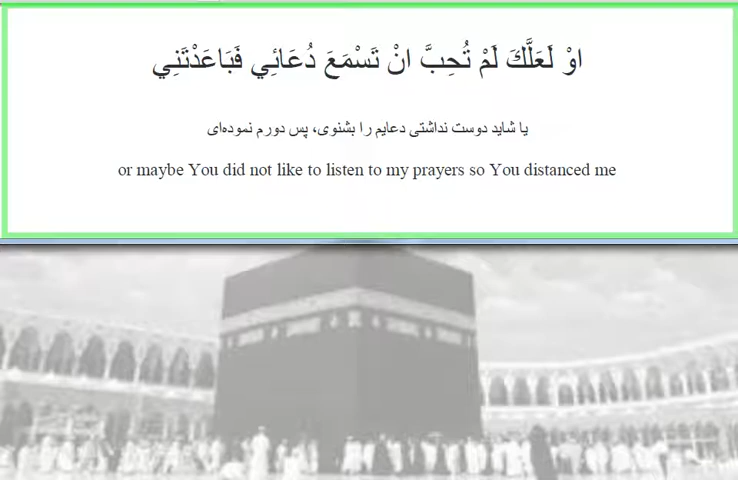 اوْ لَعَلَّكَ لَمْ تُحِبَّ انْ تَسْمَعَ دُعَائِي فَبَاعَدْتَنِي
یا شاید دوست نداشتی دعایم را بشنوی، پس دورم نموده‌ای
or maybe You did not like to listen to my prayers so You distanced me